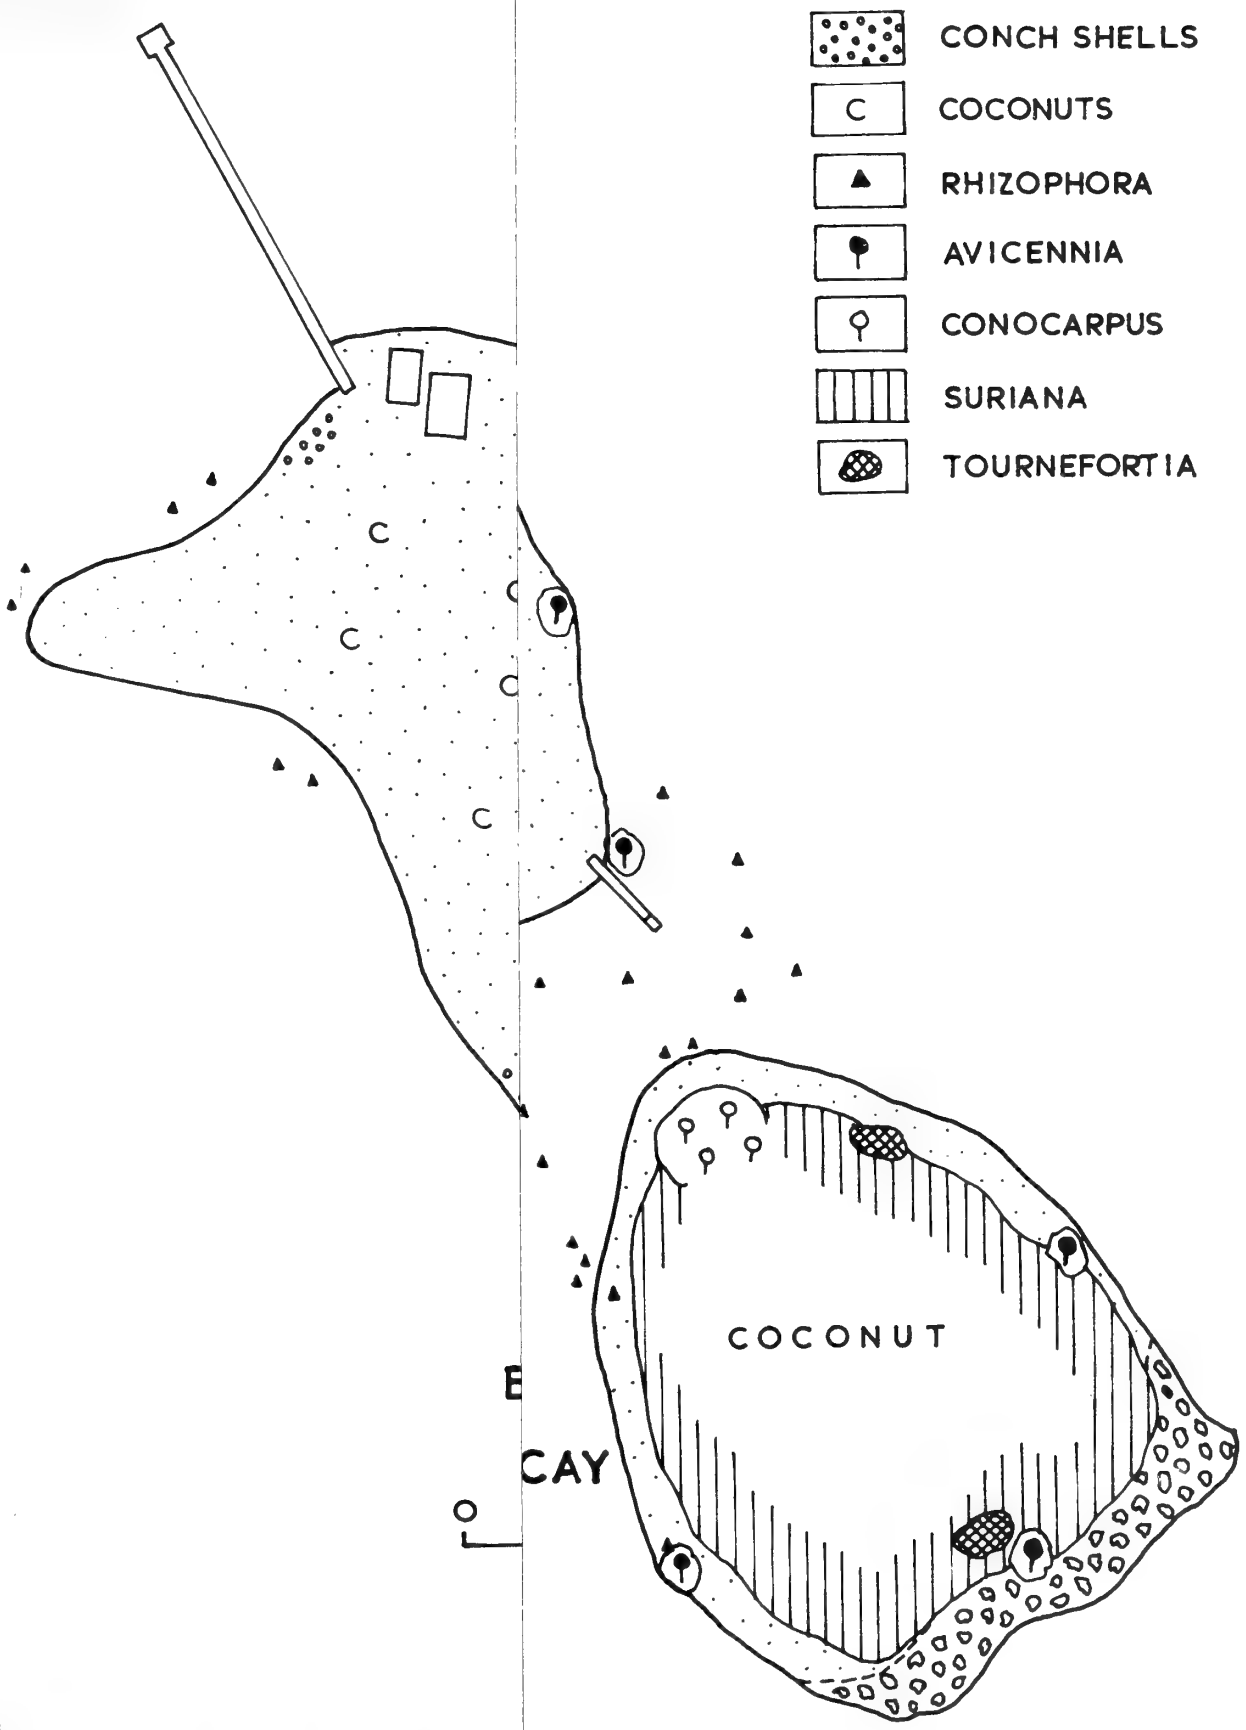 CONCH SHELLS
C COCONUTS
RHIZOPHORA
AVICENNIA
CONOCARPUS
SURIANA
TOURNEFORTIA
C
C
C
C
C
COCONUT
CAY
O